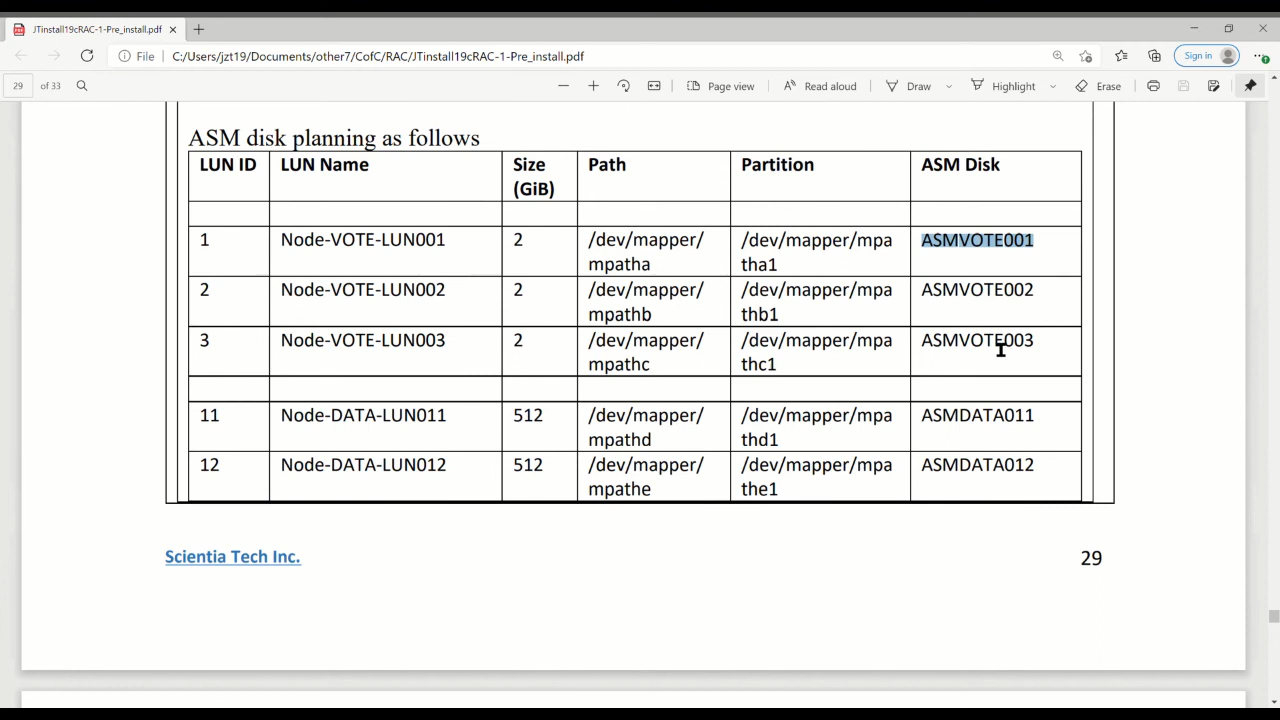 JTinstall19cRAC-1-Pre_install.pdf
File C:/Users/jzt19/Documents/other7/CofC/RAC/JTinstall19cRAC-1-Pre_install.pdf Sign in
29 of 33 Page view Read aloud Draw Highlight Erase
ASM disk planning as follows
LUN ID LUN Name Size (GiB) Path Partition ASM Disk
1 Node-VOTE-LUN001 2 /dev/mapper/ /dev/mapper/mpa ASMVOTE001
mpatha tha1
2 Node-VOTE-LUN002 2 /dev/mapper/ /dev/mapper/mpa ASMVOTE002
mpathb thb1
3 Node-VOTE-LUN003 2 /dev/mapper/ /dev/mapper/mpa ASMVOTE003
mpathc thc1
11 Node-DATA-LUN011 512 /dev/mapper/ /dev/mapper/mpa ASMDATA011
mpathd thd1
12 Node-DATA-LUN012 512 /dev/mapper/ /dev/mapper/mpa ASMDATA012
mpathe the1
Scientia Tech Inc. 29